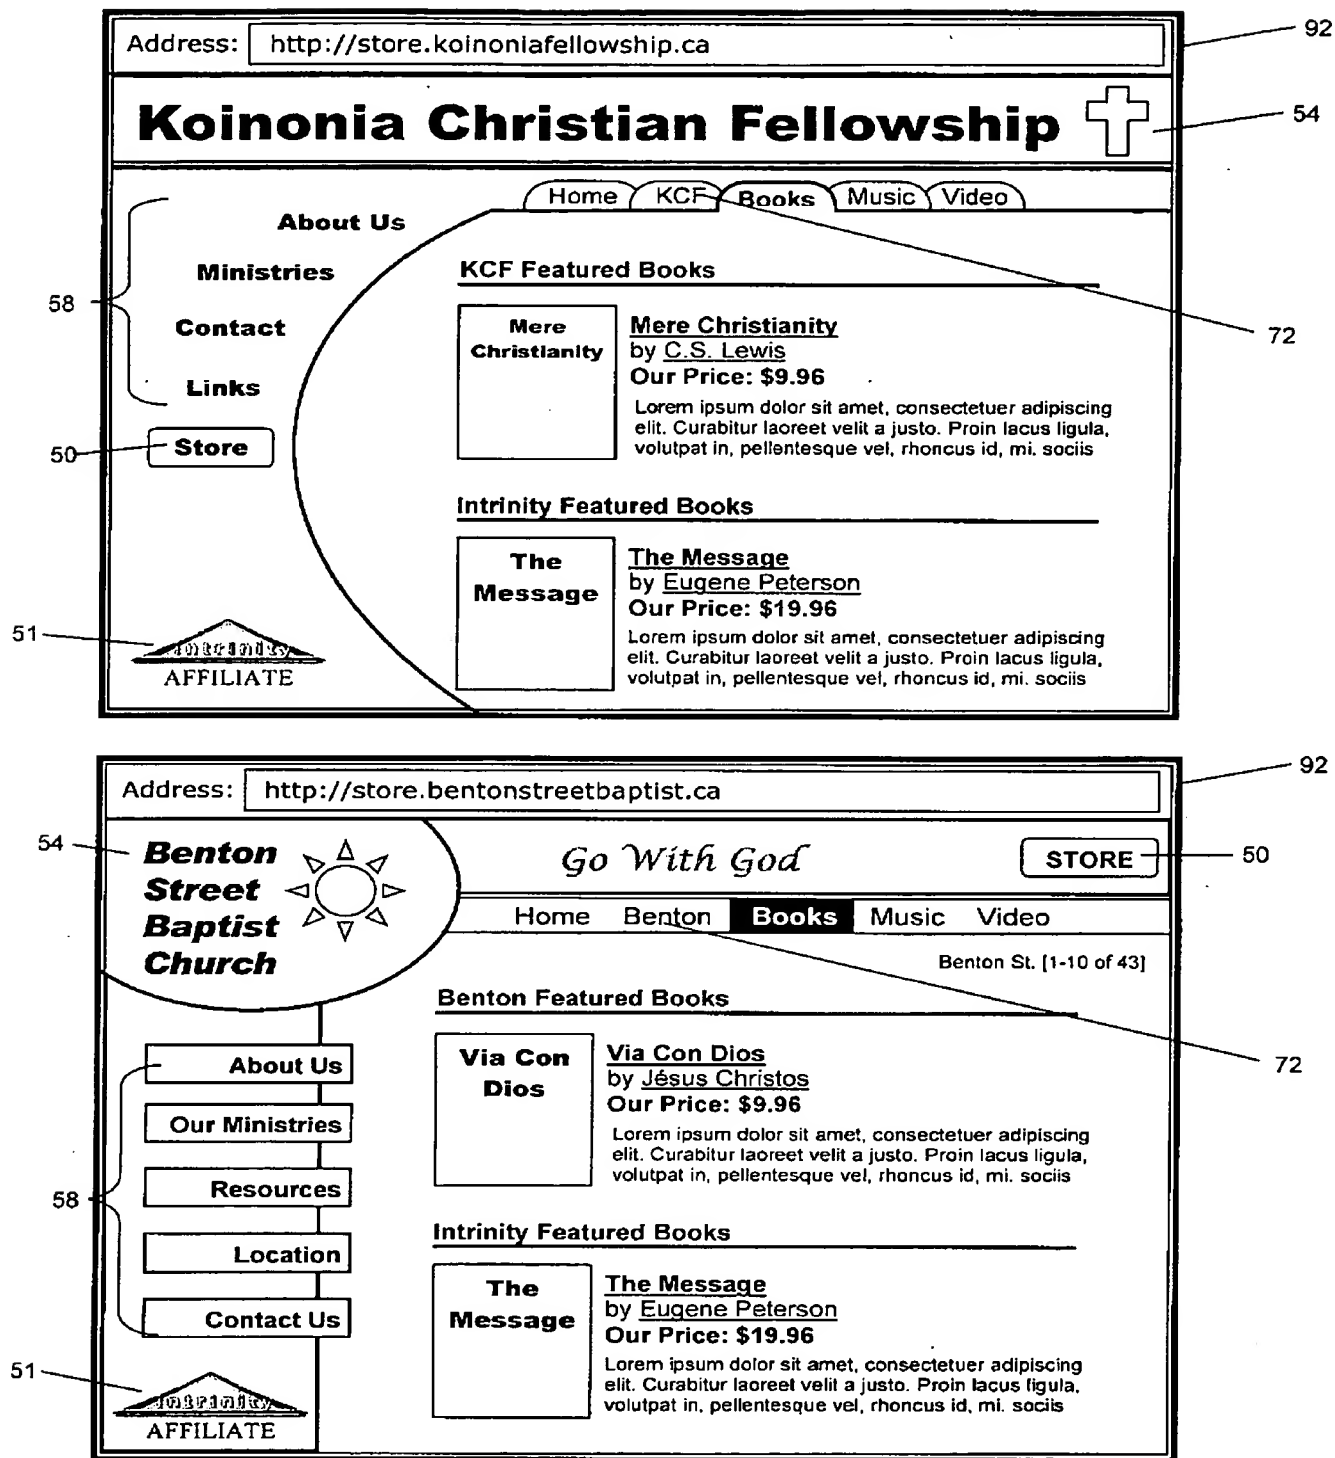 Address: http://store.koinoniafellowship.ca
92
Koinonia Christian Fellowship
54
Home KCF Books Music Video
About Us
Ministries
Contact
Links
58
Store
50
72
KCF Featured Books
Mere
Christianity
Mere Christianity
by C.S. Lewis
Our Price: $9.96
Lorem ipsum dolor sit amet, consectetuer adipiscing
elit. Curabitur laoreet velit a justo. Proin lacus ligula,
volutpat in, pellentesque vel, rhoncus id, mi. sociis
Intrinity Featured Books
The
Message
The Message
by Eugene Peterson
Our Price: $19.96
Lorem ipsum dolor sit amet, consectetuer adipiscing
elit. Curabitur laoreet velit a justo. Proin lacus ligula,
volutpat in, pellentesque vel, rhoncus id, mi. sociis
51
Intrinity
AFFILIATE
Address: http://store.bentonstreetbaptist.ca
92
54
Benton
Street
Baptist
Church
Go With God
STORE
50
Home Benton Books Music Video
Benton St. [1-10 of 43]
72
Benton Featured Books
Via Con
Dios
Via Con Dios
by Jésus Christos
Our Price: $9.96
Lorem ipsum dolor sit amet, consectetuer adipiscing
elit. Curabitur laoreet velit a justo. Proin lacus ligula,
volutpat in, pellentesque vel, rhoncus id, mi. sociis
About Us
Our Ministries
Resources
Location
Contact Us
58
Intrinity Featured Books
The
Message
The Message
by Eugene Peterson
Our Price: $19.96
Lorem ipsum dolor sit amet, consectetuer adipiscing
elit. Curabitur laoreet velit a justo. Proin lacus ligula,
volutpat in, pellentesque vel, rhoncus id, mi. sociis
51
Intrinity
AFFILIATE